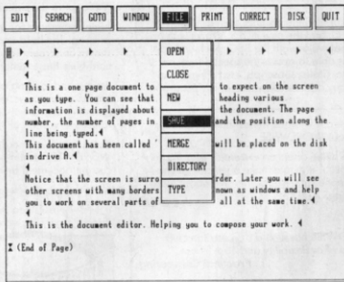 EDIT SEARCH GOTO WINDOW FILE PRINT CORRECT DISK QUIT
OPEN
CLOSE
NEW
SAVE
MERGE
DIRECTORY
TYPE
This is a one page document to to expect on the screen
as you type. You can see that heading various
information is displayed about the document. The page
number, the number of pages in and the position along the
line being typed.
This document has been called ' will be placed on the disk
in drive A.
Notice that the screen is surro rder. Later you will see
other screens with many borders nown as windows and help
you to work on several parts of all at the same time.
This is the document editor. Helping you to compose your work.
(End of Page)